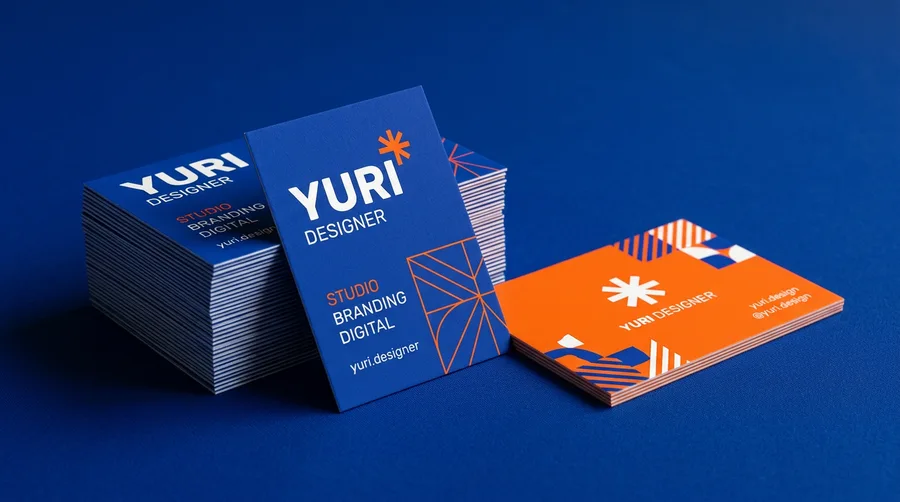 YURI
DESIGNER
STUDIO
BRANDING
DIGITAL
yuri.design
YURI
DESIGNER
STUDIO
BRANDING
DIGITAL
yuri.designer
YURI DESIGNER
yuri.design
@yuri.design